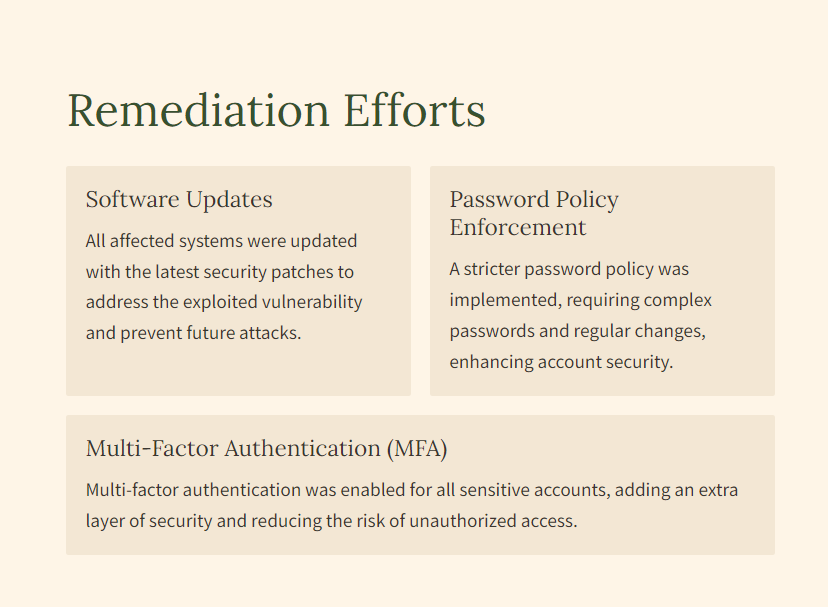 Remediation Efforts
Software Updates
All affected systems were updated
with the latest security patches to
address the exploited vulnerability
and prevent future attacks.
Password Policy
Enforcement
A stricter password policy was
implemented, requiring complex
passwords and regular changes,
enhancing account security.
Multi-Factor Authentication (MFA)
Multi-factor authentication was enabled for all sensitive accounts, adding an extra
layer of security and reducing the risk of unauthorized access.